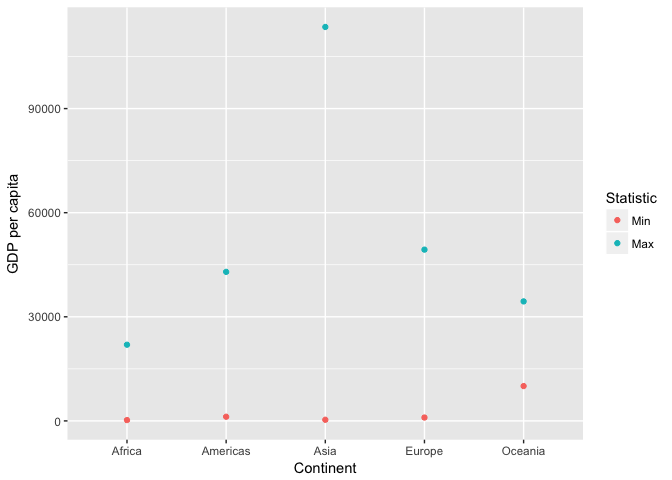 90000
60000
30000
0
GDP per capita
Africa Americas Asia Europe Oceania
Continent
Statistic
Min
Max